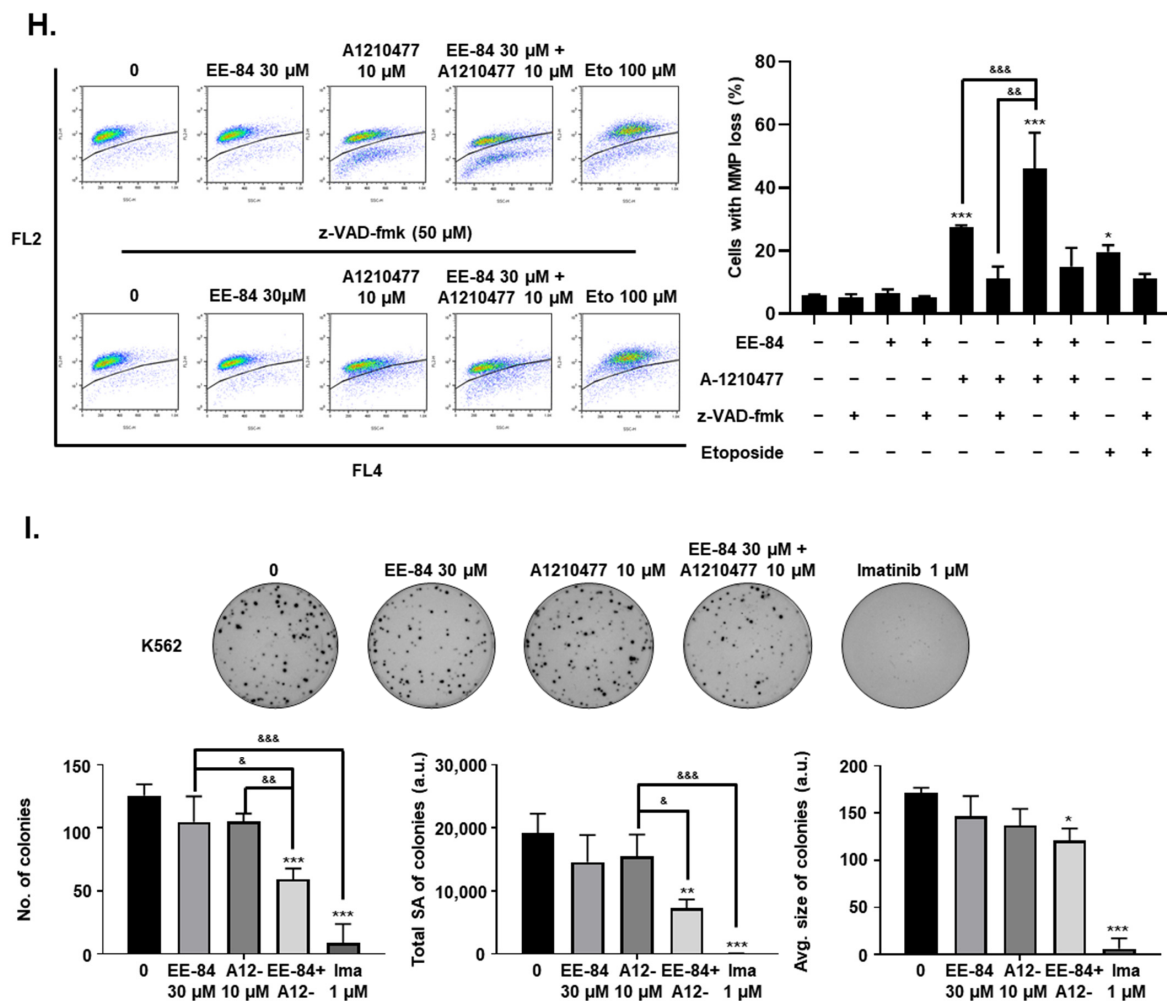 H.
0
EE-84 30 µM
A1210477
10 µM
EE-84 30 µM +
A1210477 10 µM
Eto 100 µM
z-VAD-fmk (50 µM)
FL2
0
EE-84 30µM
A1210477
10 µM
EE-84 30 µM +
A1210477 10 µM
Eto 100 µM
FL4
Cells with MMP loss (%)
80
60
40
20
0
&&&
&&
***
***
*
EE-84 – – + + – – + + – –
A-1210477 – – – – + + + + – –
z-VAD-fmk – + – + – + – + – +
Etoposide – – – – – – – – + +
I.
0
EE-84 30 µM
A1210477 10 µM
EE-84 30 µM +
A1210477 10 µM
Imatinib 1 µM
K562
No. of colonies
150
100
50
0
&&&
&
&&
***
***
0 EE-84 A12- EE-84+ Ima
30 µM 10 µM A12- 1 µM
Total SA of colonies (a.u.)
30,000
20,000
10,000
0
&&&
&
**
***
0 EE-84 A12- EE-84+ Ima
30 µM 10 µM A12- 1 µM
Avg. size of colonies (a.u.)
200
150
100
50
0
*
***
0 EE-84 A12- EE-84+ Ima
30 µM 10 µM A12- 1 µM